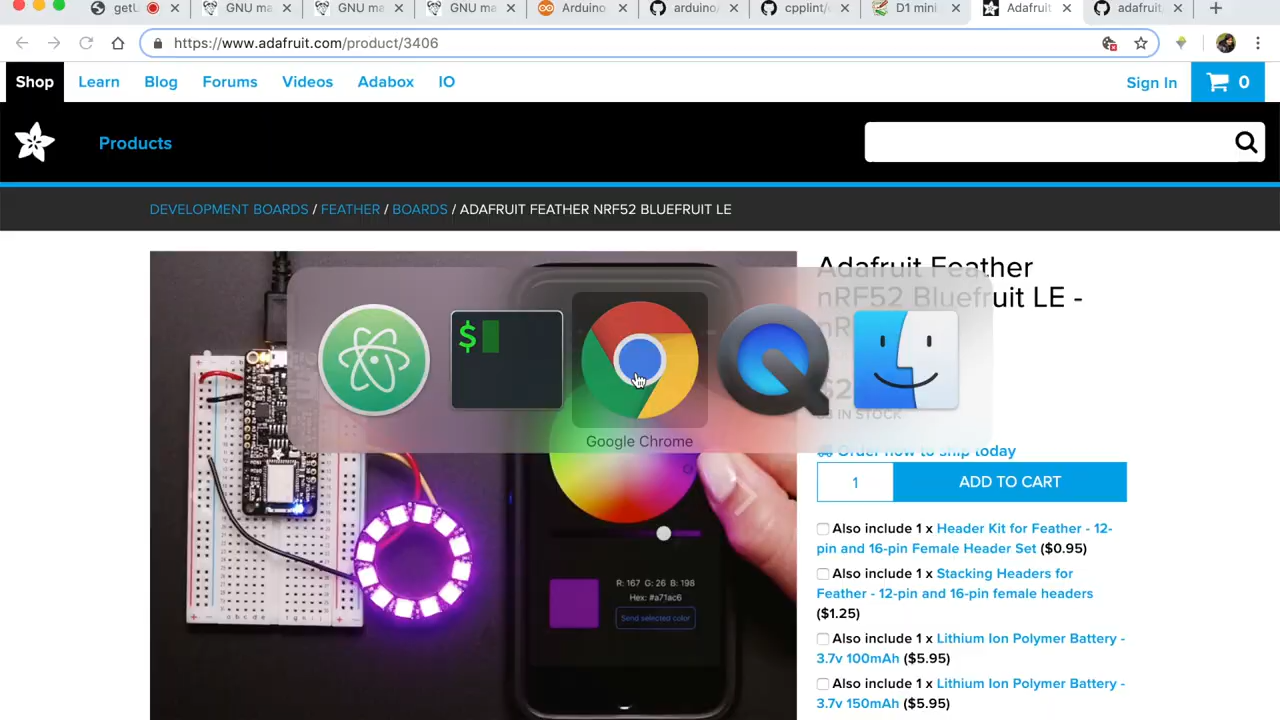 getU
GNU ma
GNU ma
GNU ma
Arduino
arduino/
cpplint/
D1 mini
Adafruit
adafruit
https://www.adafruit.com/product/3406
Shop Learn Blog Forums Videos Adabox IO
Sign In 0
Products
DEVELOPMENT BOARDS / FEATHER / BOARDS / ADAFRUIT FEATHER NRF52 BLUEFRUIT LE
Adafruit Feather
nRF52 Bluefruit LE -
$
Google Chrome
IN STOCK
Order now to ship today
1 ADD TO CART
Also include 1 x Header Kit for Feather - 12-
pin and 16-pin Female Header Set ($0.95)
Also include 1 x Stacking Headers for
Feather - 12-pin and 16-pin female headers
($1.25)
Also include 1 x Lithium Ion Polymer Battery -
3.7v 100mAh ($5.95)
Also include 1 x Lithium Ion Polymer Battery -
3.7v 150mAh ($5.95)
R: 167 G: 26 B: 198
Hex: #a71ac6
Send selected color